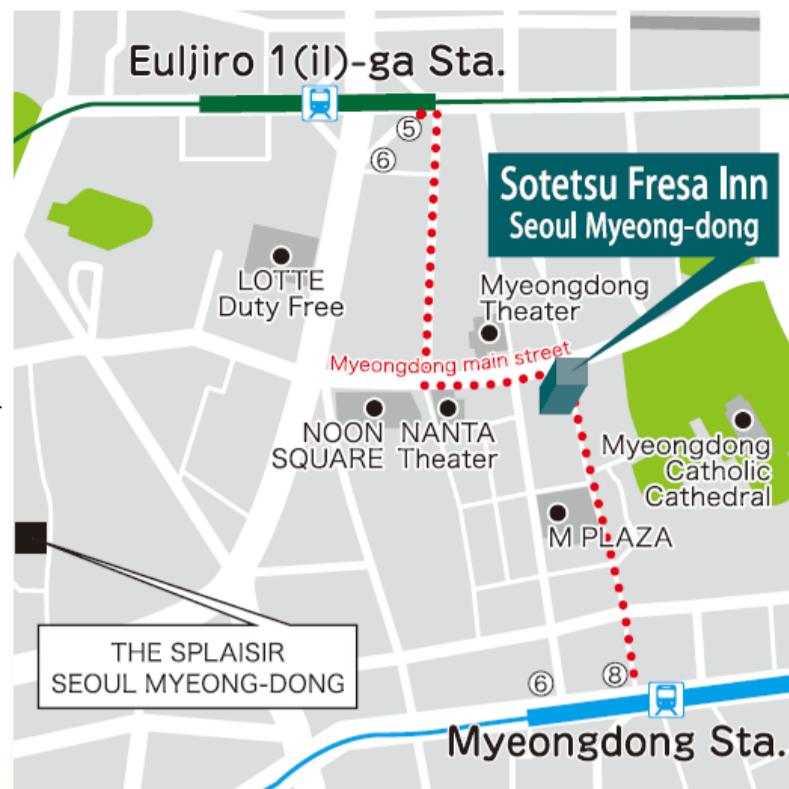 Euljiro 1(il)-ga Sta.
⑤
⑥
Sotetsu Fresa Inn
Seoul Myeong-dong
LOTTE
Duty Free
Myeongdong
Theater
Myeongdong main street
NOON
SQUARE
NANTA
Theater
Myeongdong
Catholic
Cathedral
M PLAZA
THE SPLAISIR
SEOUL MYEONG-DONG
⑥
⑧
Myeongdong Sta.